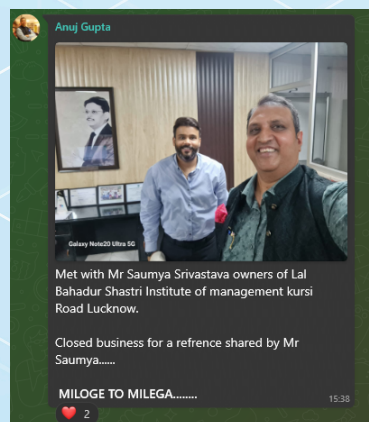 Anuj Gupta
Galaxy Note20 Ultra 5G
Met with Mr Saumya Srivastava owners of Lal
Bahadur Shastri Institute of management kursi
Road Lucknow.
Closed business for a refrence shared by Mr
Saumya......
MILOGE TO MILEGA........
15:38
2